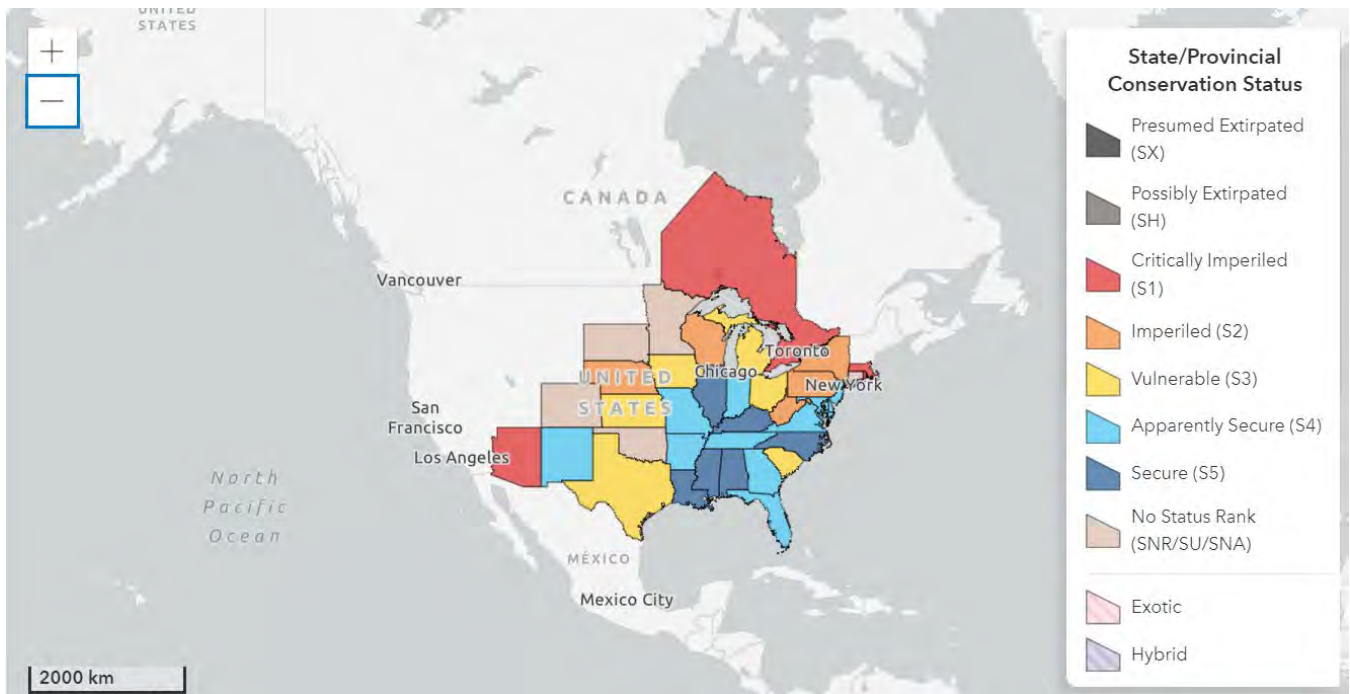 UNITED
STATES
+
−
CANADA
Vancouver
Toronto
Chicago
New York
UNITED
STATES
San
Francisco
Los Angeles
North
Pacific
Ocean
MÉXICO
Mexico City
2000 km
State/Provincial
Conservation Status
Presumed Extirpated
(SX)
Possibly Extirpated
(SH)
Critically Imperiled
(S1)
Imperiled (S2)
Vulnerable (S3)
Apparently Secure (S4)
Secure (S5)
No Status Rank
(SNR/SU/SNA)
Exotic
Hybrid